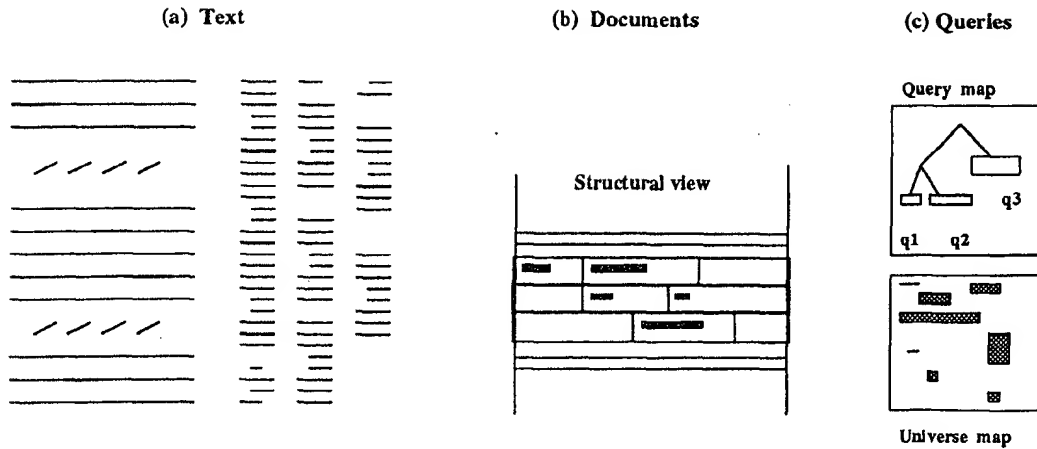 (a) Text
(b) Documents
(c) Queries
Query map
Structural view
q3
q1 q2
Universe map